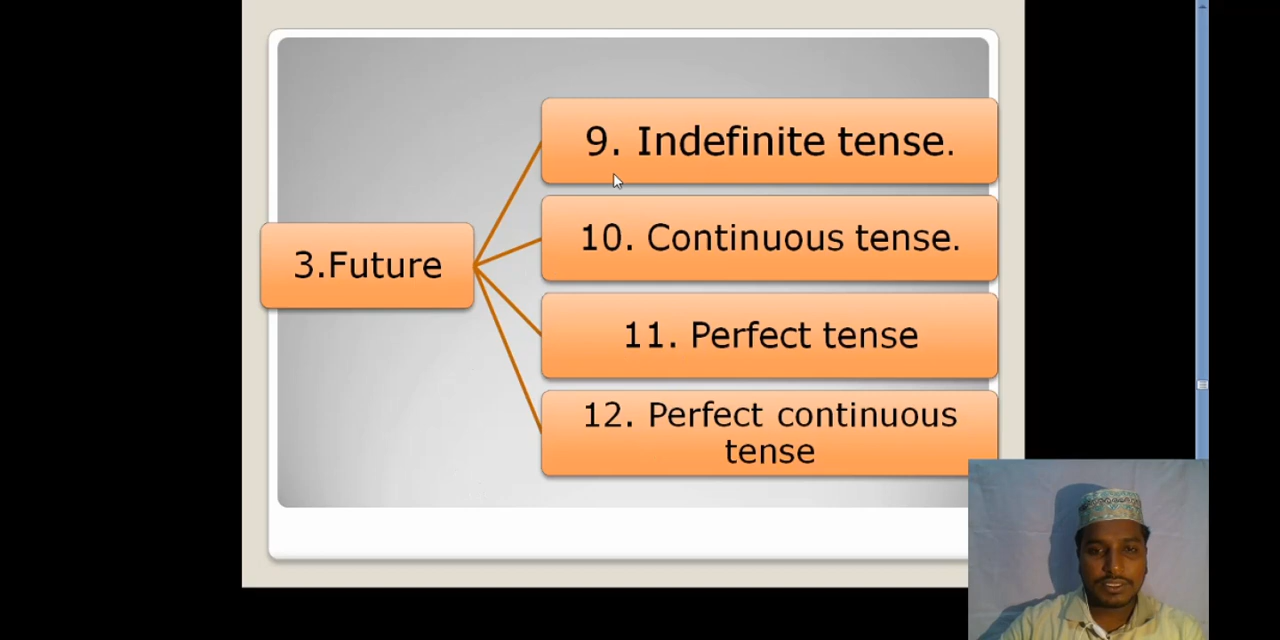 3.Future
9. Indefinite tense.
10. Continuous tense.
11. Perfect tense
12. Perfect continuous
tense